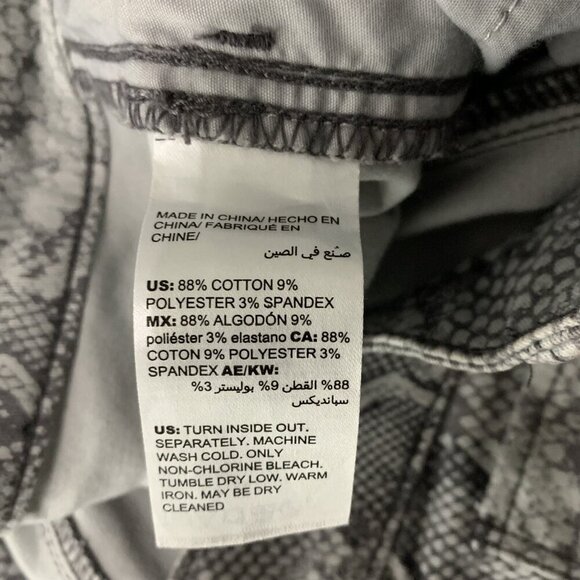 MADE IN CHINA/ HECHO EN
CHINA/ FABRIQUÉ EN
CHINE/
صنع في الصين
US: 88% COTTON 9%
POLYESTER 3% SPANDEX
MX: 88% ALGODÓN 9%
poliéster 3% elastano CA: 88%
COTON 9% POLYESTER 3%
SPANDEX AE/KW:
88% القطن 9% بوليستر 3%
سبانديكس
US: TURN INSIDE OUT.
SEPARATELY. MACHINE
WASH COLD. ONLY
NON-CHLORINE BLEACH.
TUMBLE DRY LOW. WARM
IRON. MAY BE DRY
CLEANED